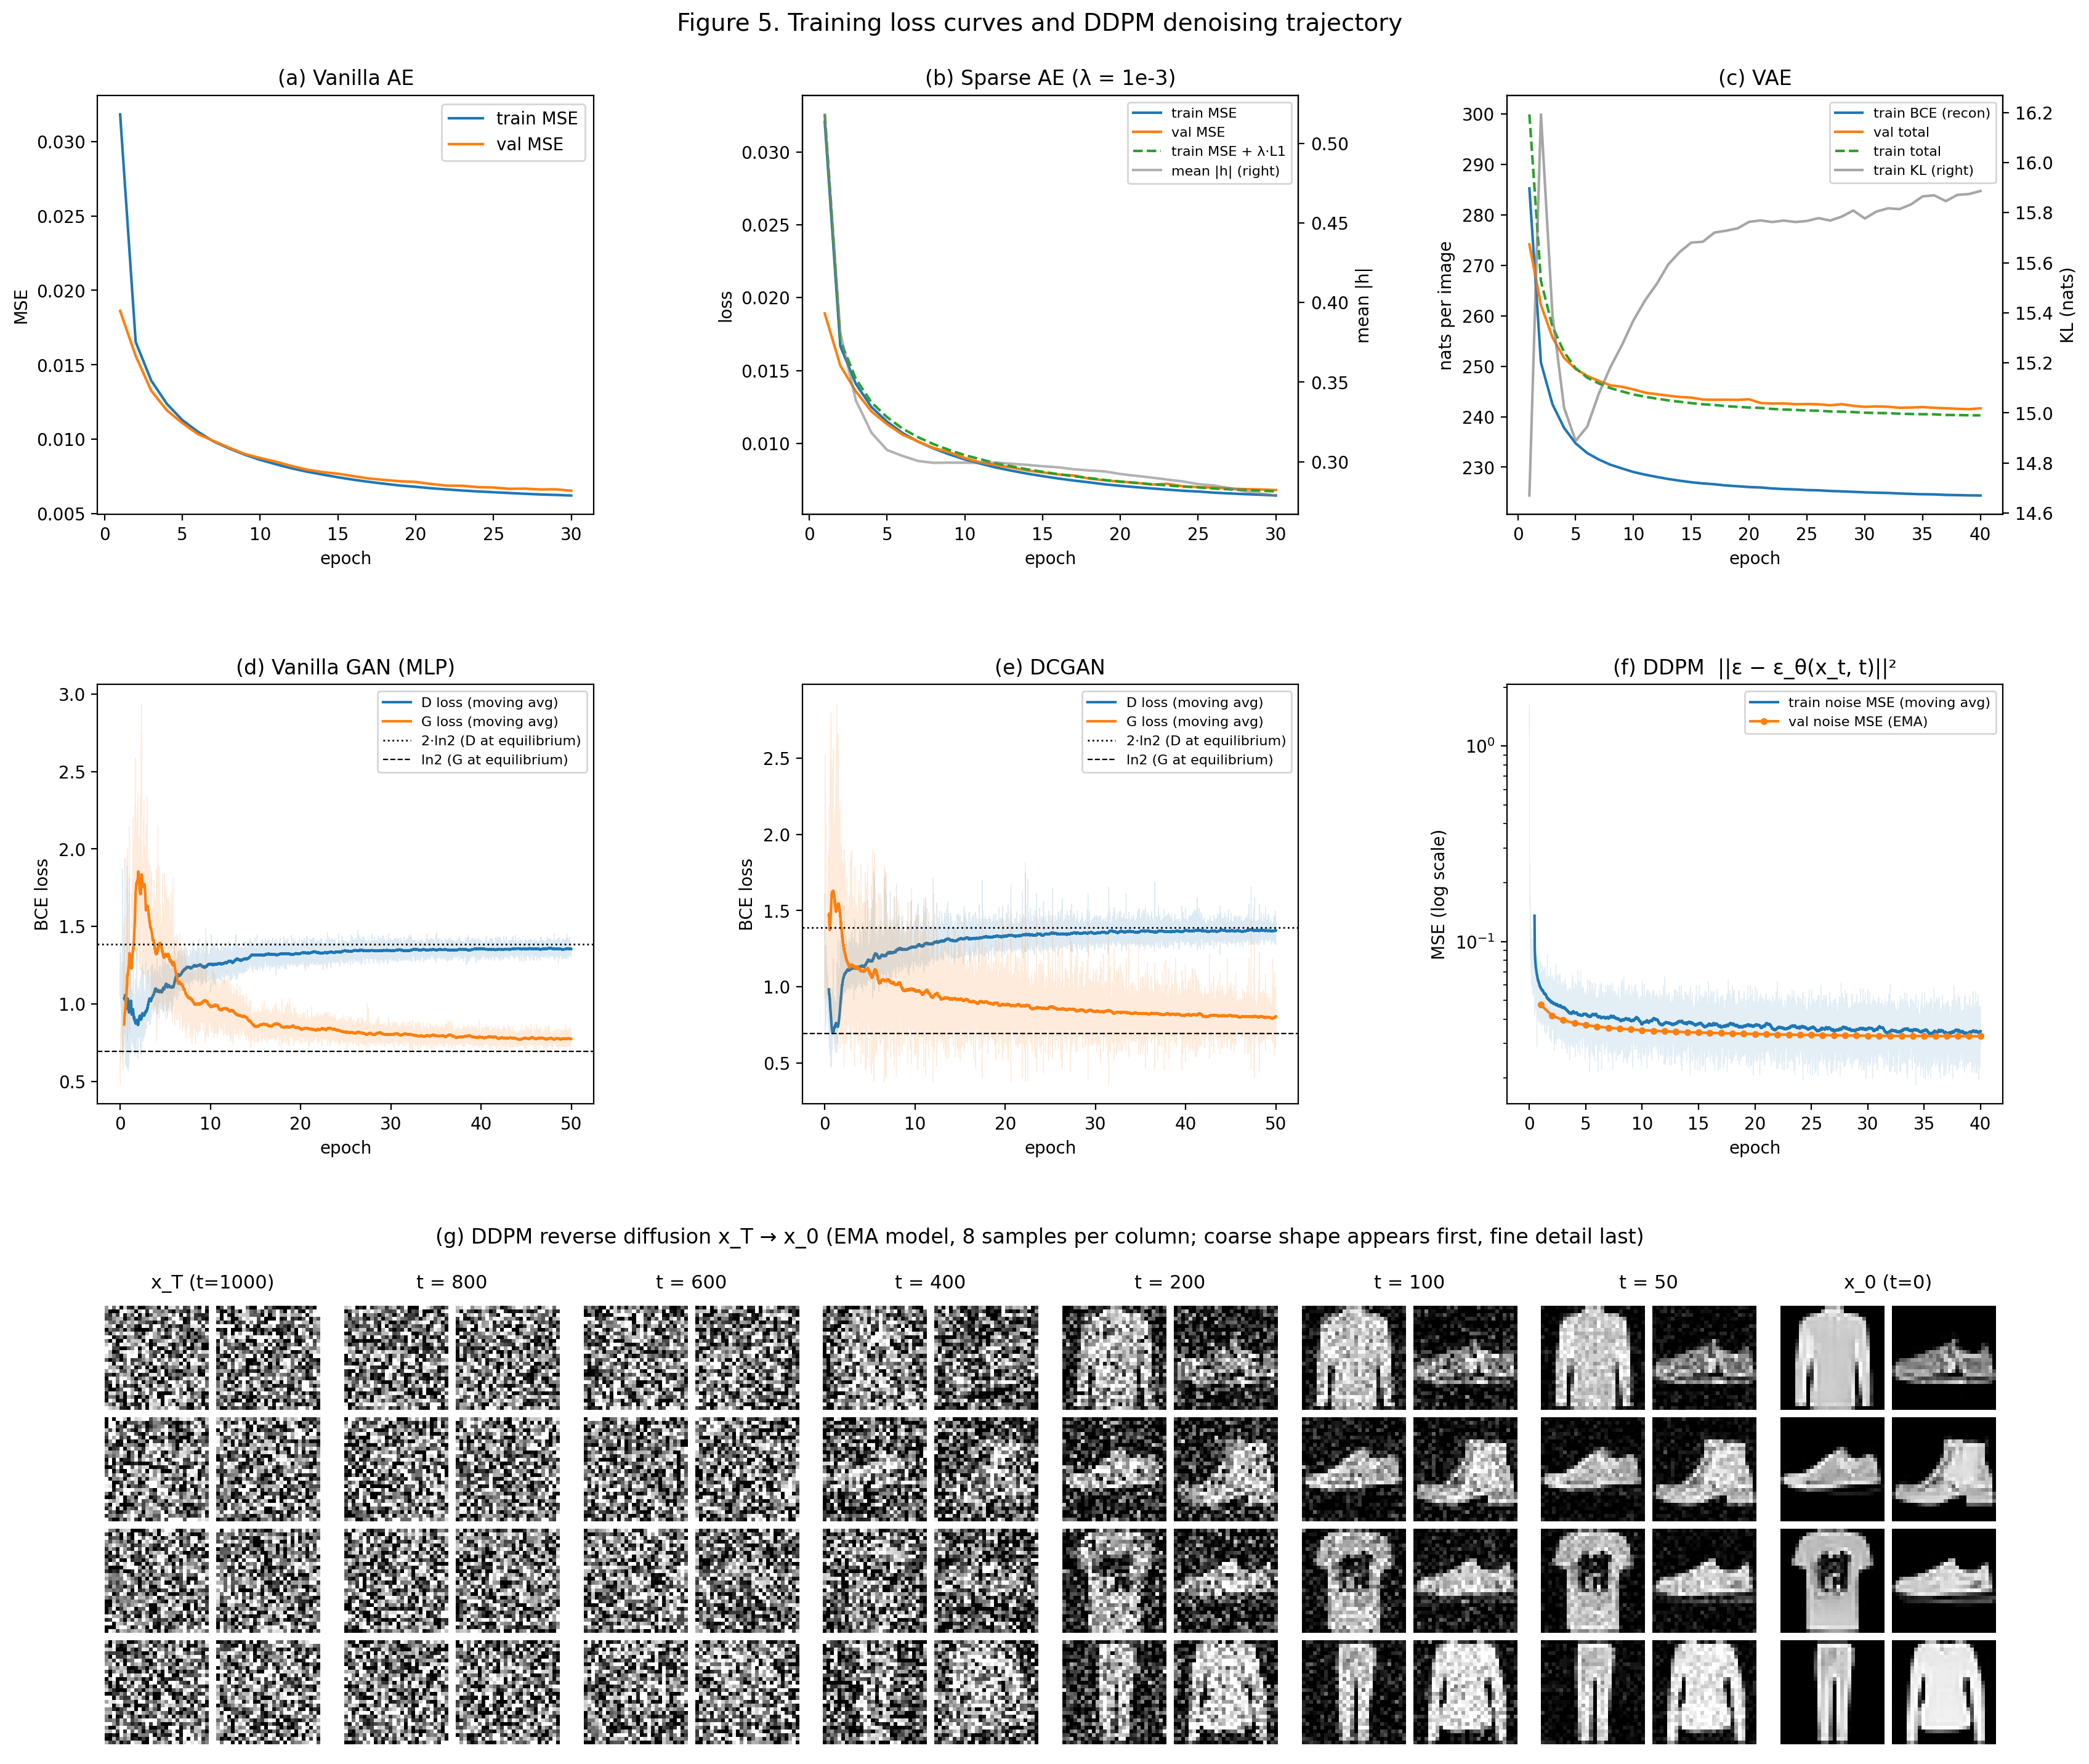 Figure 5. Training loss curves and DDPM denoising trajectory
(a) Vanilla AE
MSE
0.030
0.025
0.020
0.015
0.010
0.005
0 5 10 15 20 25 30
epoch
train MSE
val MSE
(b) Sparse AE (λ = 1e-3)
loss
0.030
0.025
0.020
0.015
0.010
0 5 10 15 20 25 30
epoch
train MSE
val MSE
train MSE + λ·L1
mean |h| (right)
0.50
0.45
0.40
0.35
0.30
mean |h|
(c) VAE
nats per image
300
290
280
270
260
250
240
230
0 5 10 15 20 25 30 35 40
epoch
train BCE (recon)
val total
train total
train KL (right)
16.2
16.0
15.8
15.6
15.4
15.2
15.0
14.8
14.6
KL (nats)
(d) Vanilla GAN (MLP)
BCE loss
3.0
2.5
2.0
1.5
1.0
0.5
0 10 20 30 40 50
epoch
D loss (moving avg)
G loss (moving avg)
2·ln2 (D at equilibrium)
ln2 (G at equilibrium)
(e) DCGAN
BCE loss
2.5
2.0
1.5
1.0
0.5
0 10 20 30 40 50
epoch
D loss (moving avg)
G loss (moving avg)
2·ln2 (D at equilibrium)
ln2 (G at equilibrium)
(f) DDPM ||ε − ε_θ(x_t, t)||²
MSE (log scale)
10⁰
10⁻¹
0 5 10 15 20 25 30 35 40
epoch
train noise MSE (moving avg)
val noise MSE (EMA)
(g) DDPM reverse diffusion x_T → x_0 (EMA model, 8 samples per column; coarse shape appears first, fine detail last)
x_T (t=1000) t = 800 t = 600 t = 400 t = 200 t = 100 t = 50 x_0 (t=0)